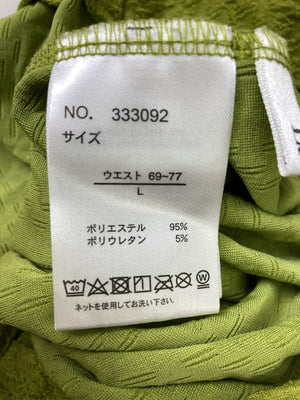 NO. 333092
サイズ
ウエスト 69~77
L
ポリエステル 95%
ポリウレタン 5%
40 W
ネットを使用してお洗い下さい。